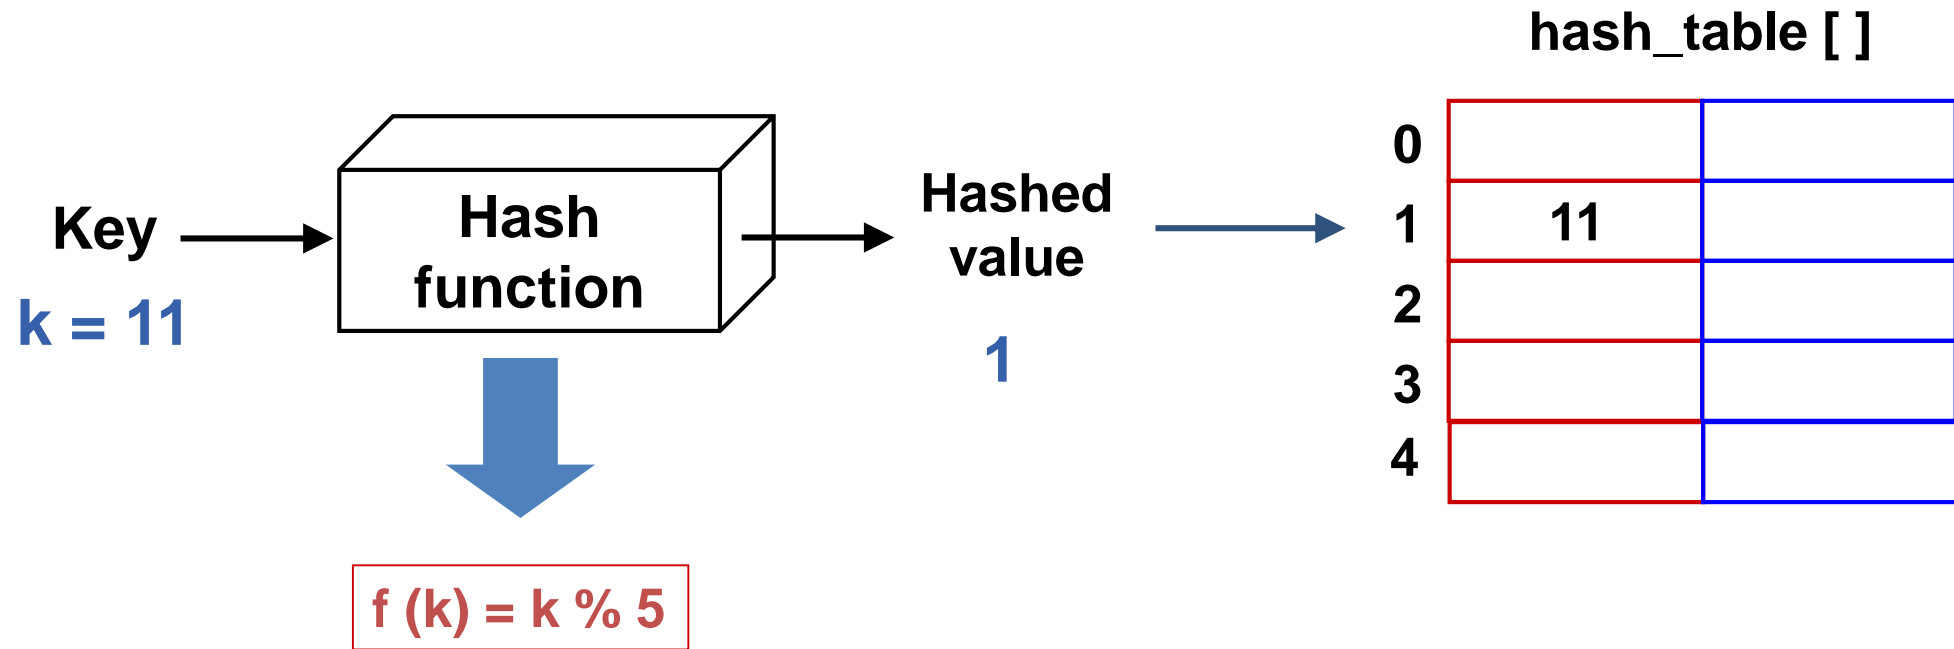 hash_table [ ]
Key
k = 11
Hash
function
f (k) = k % 5
Hashed
value
1
0
1 11
2
3
4